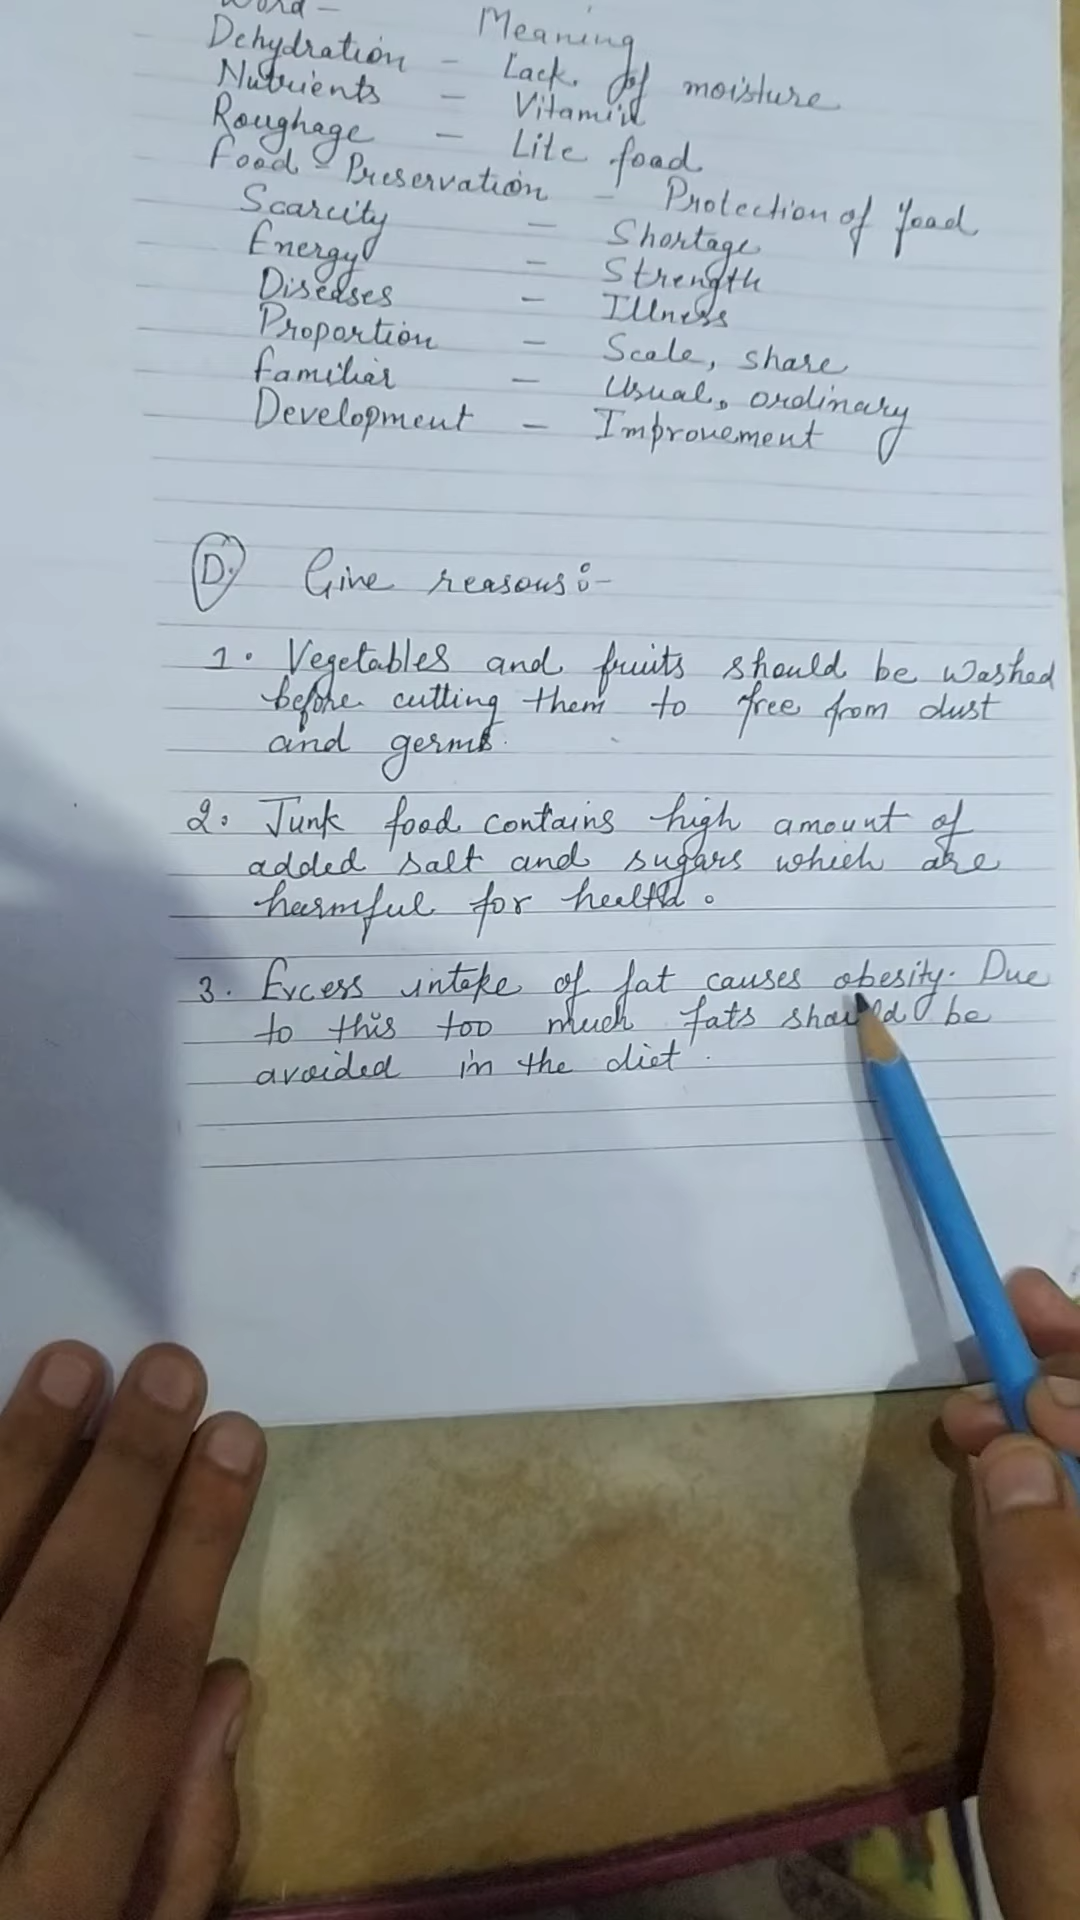 Word - Meaning
Dehydration - Lack of moisture
Nutrients - Vitamin
Roughage - Lite food
Food - Preservation - Protection of food
Scarcity - Shortage
Energy - Strength
Diseases - Illness
Proportion - Scale, share
familiar - Usual, ordinary
Development - Improvement
D. Give reasons:-
1. Vegetables and fruits should be washed
before cutting them to free from dust
and germs.
2. Junk food contains high amount of
added salt and sugars which are
harmful for health.
3. Excess intake of fat causes obesity. Due
to this too much fats should be
avoided in the diet.